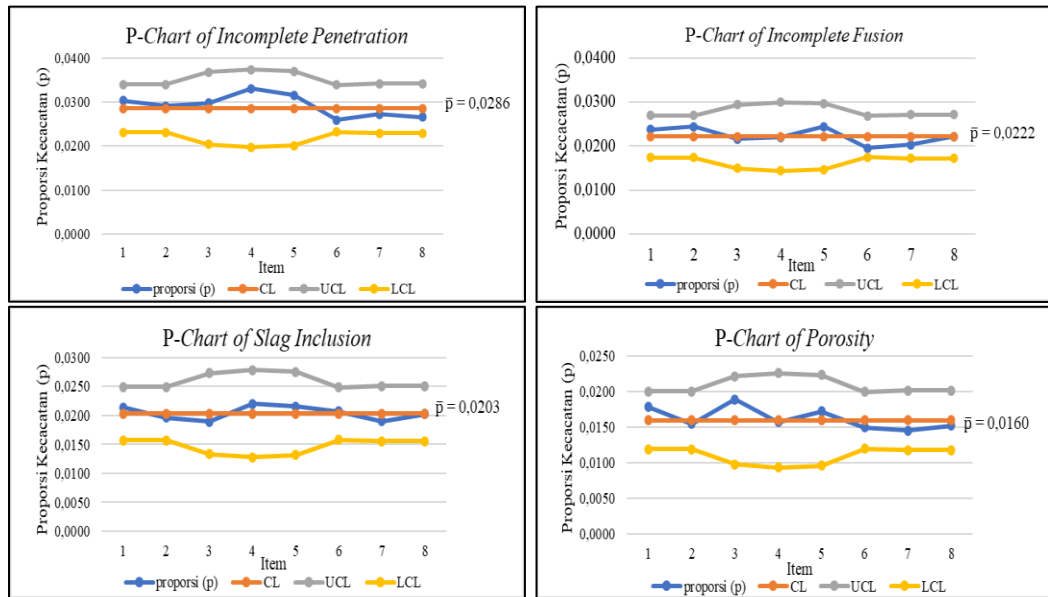 P-Chart of Incomplete Penetration
Proporsi Kecacatan (p)
0,0400
0,0300
0,0200
0,0100
0,0000
p̅ = 0,0286
1 2 3 4 5 6 7 8
Item
proporsi (p) CL UCL LCL
P-Chart of Incomplete Fusion
Proporsi Kecacatan (p)
0,0400
0,0300
0,0200
0,0100
0,0000
p̅ = 0,0222
1 2 3 4 5 6 7 8
Item
proporsi (p) CL UCL LCL
P-Chart of Slag Inclusion
Proporsi Kecacatan (p)
0,0300
0,0250
0,0200
0,0150
0,0100
0,0050
0,0000
p̅ = 0,0203
1 2 3 4 5 6 7 8
Item
proporsi (p) CL UCL LCL
P-Chart of Porosity
Proporsi Kecacatan (p)
0,0250
0,0200
0,0150
0,0100
0,0050
0,0000
p̅ = 0,0160
1 2 3 4 5 6 7 8
Item
proporsi (p) CL UCL LCL